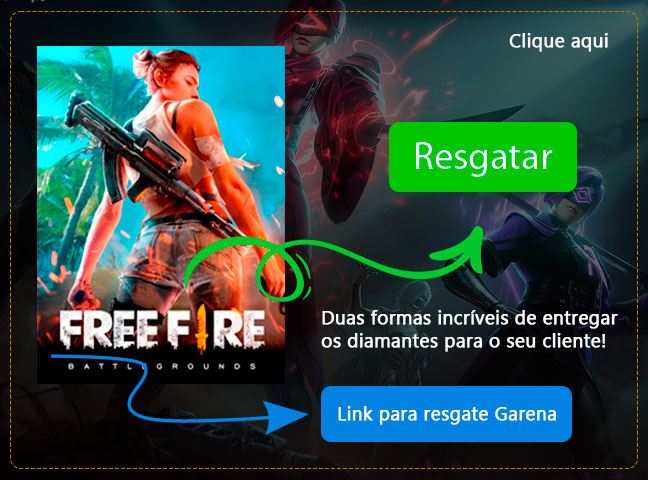 Clique aqui
Resgatar
FREE FIRE
BATTLEGROUNDS
Duas formas incríveis de entregar
os diamantes para o seu cliente!
Link para resgate Garena